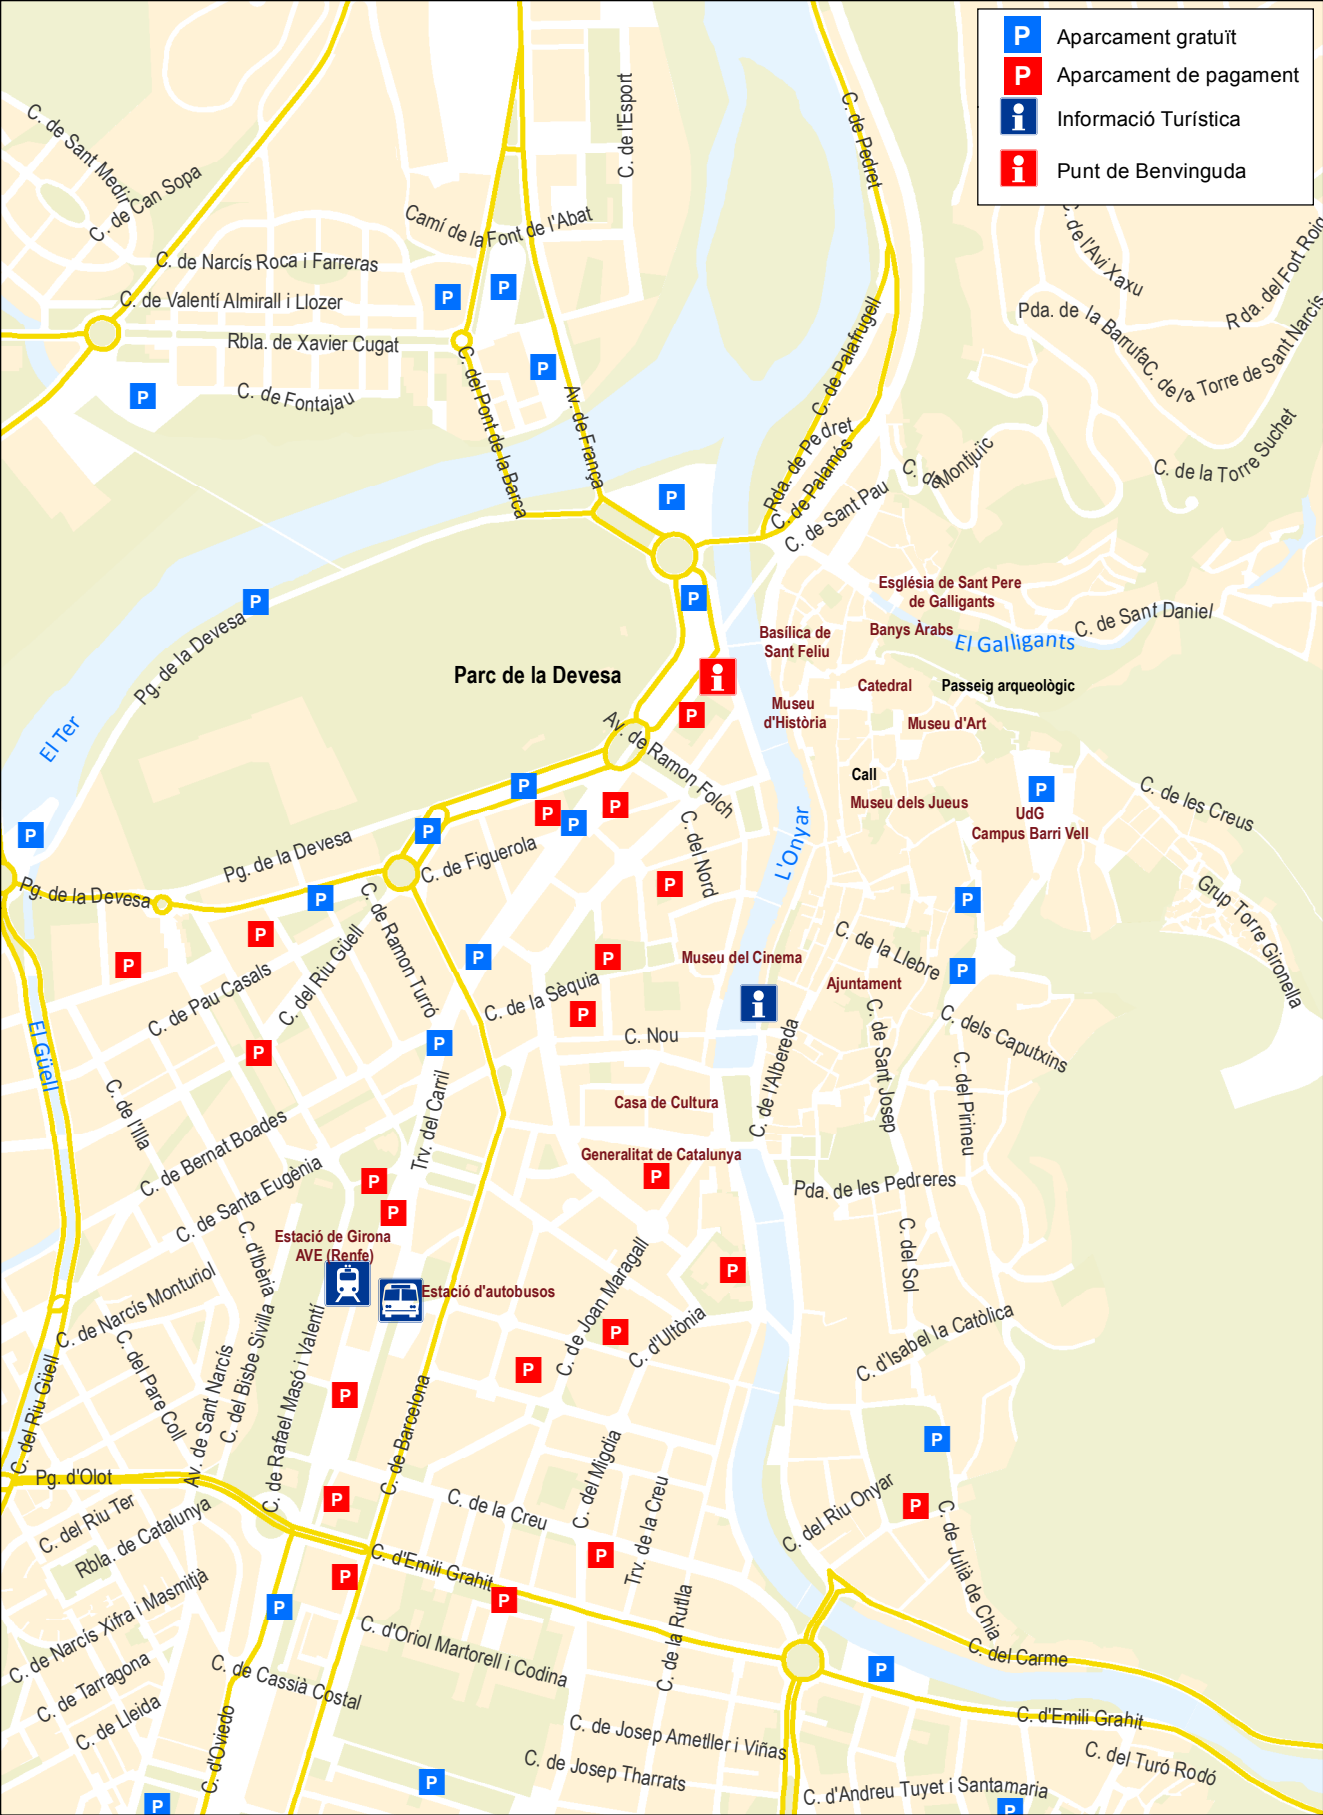 P Aparcament gratuït
P Aparcament de pagament
i Informació Turística
i Punt de Benvinguda
C. de Sant Medir
C. de Can Sopa
C. de l'Esport
C. de Pedret
Camí de la Font de l'Abat
C. de Narcís Roca i Farreras
C. de Valentí Almirall i Llozer
Rbla. de Xavier Cugat
C. de Fontajau
C. del Pont de la Barca
Av. de França
C. de Palafrugell
Rda. de Pedret
C. de Palamós
C. de Sant Pau
C. de Montjuïc
C. de l'Avi Xaxu
Rda. del Fort Roig
Pda. de la Barrufa
C. de la Torre de Sant Narcís
C. de la Torre Suchet
Església de Sant Pere
de Galligants
C. de Sant Daniel
Banys Àrabs
El Galligants
Basílica de
Sant Feliu
Pg. de la Devesa
Parc de la Devesa
Catedral
Passeig arqueològic
Museu
d'Història
Museu d'Art
El Ter
Av. de Ramon Folch
Call
Museu dels Jueus
UdG
Campus Barri Vell
C. de les Creus
L'Onyar
C. del Nord
Pg. de la Devesa
C. de Figuerola
Pg. de la Devesa
Grup Torre Gironella
C. de Ramon Turró
C. del Riu Güell
C. de Pau Casals
C. de la Llebre
Museu del Cinema
Ajuntament
C. de la Sèquia
C. Nou
C. de l'Albereda
C. de Sant Josep
C. dels Caputxins
C. del Pirineu
El Güell
C. de l'Illa
Trv. del Carril
Casa de Cultura
C. de Bernat Boades
Generalitat de Catalunya
C. de Santa Eugènia
Pda. de les Pedreres
C. d'Ibèria
Estació de Girona
AVE (Renfe)
Estació d'autobusos
C. del Sol
C. de Narcís Monturiol
C. de Joan Maragall
C. d'Ultònia
C. d'Isabel la Catòlica
C. del Pare Coll
Av. de Sant Narcís
C. del Bisbe Sivilla
C. de Rafael Masó i Valentí
C. de Barcelona
C. del Riu Güell
Pg. d'Olot
C. del Migdia
Trv. de la Creu
C. de la Creu
C. del Riu Onyar
C. de Julià de Chia
C. del Riu Ter
Rbla. de Catalunya
C. d'Emili Grahit
C. de Narcís Xifra i Masmitjà
C. de la Rutlla
C. d'Oriol Martorell i Codina
C. del Carme
C. de Tarragona
C. de Lleida
C. de Cassià Costal
C. d'Oviedo
C. d'Emili Grahit
C. de Josep Ametller i Viñas
C. de Josep Tharrats
C. del Turó Rodó
C. d'Andreu Tuyet i Santamaria